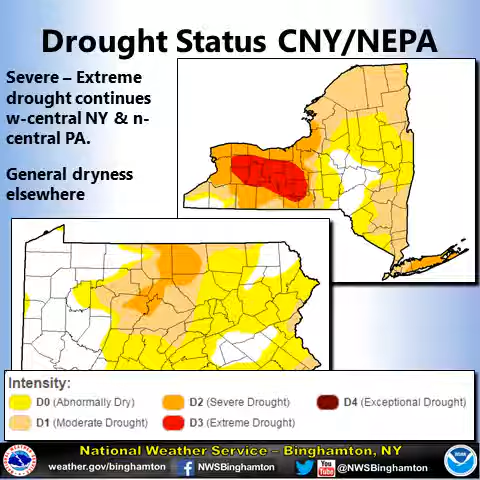 Drought Status CNY/NEPA
Severe – Extreme
drought continues
w-central NY & n-
central PA.
General dryness
elsewhere
Intensity:
D0 (Abnormally Dry)
D2 (Severe Drought)
D4 (Exceptional Drought)
D1 (Moderate Drought)
D3 (Extreme Drought)
National Weather Service – Binghamton, NY
weather.gov/binghamton
f
NWSBinghamton
You
Tube
@NWSBinghamton